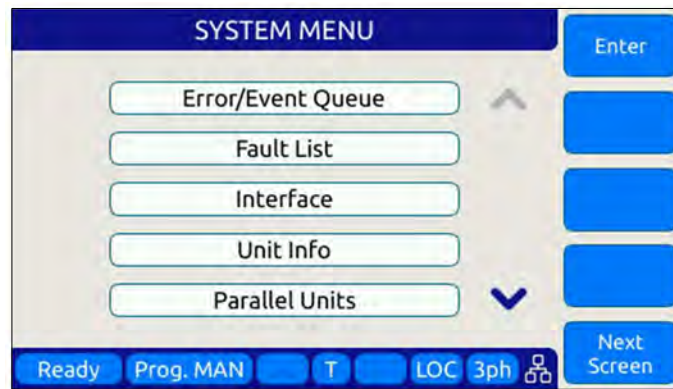 SYSTEM MENU
Enter
Error/Event Queue
Fault List
Interface
Unit Info
Parallel Units
Next
Screen
Ready Prog. MAN T LOC 3ph